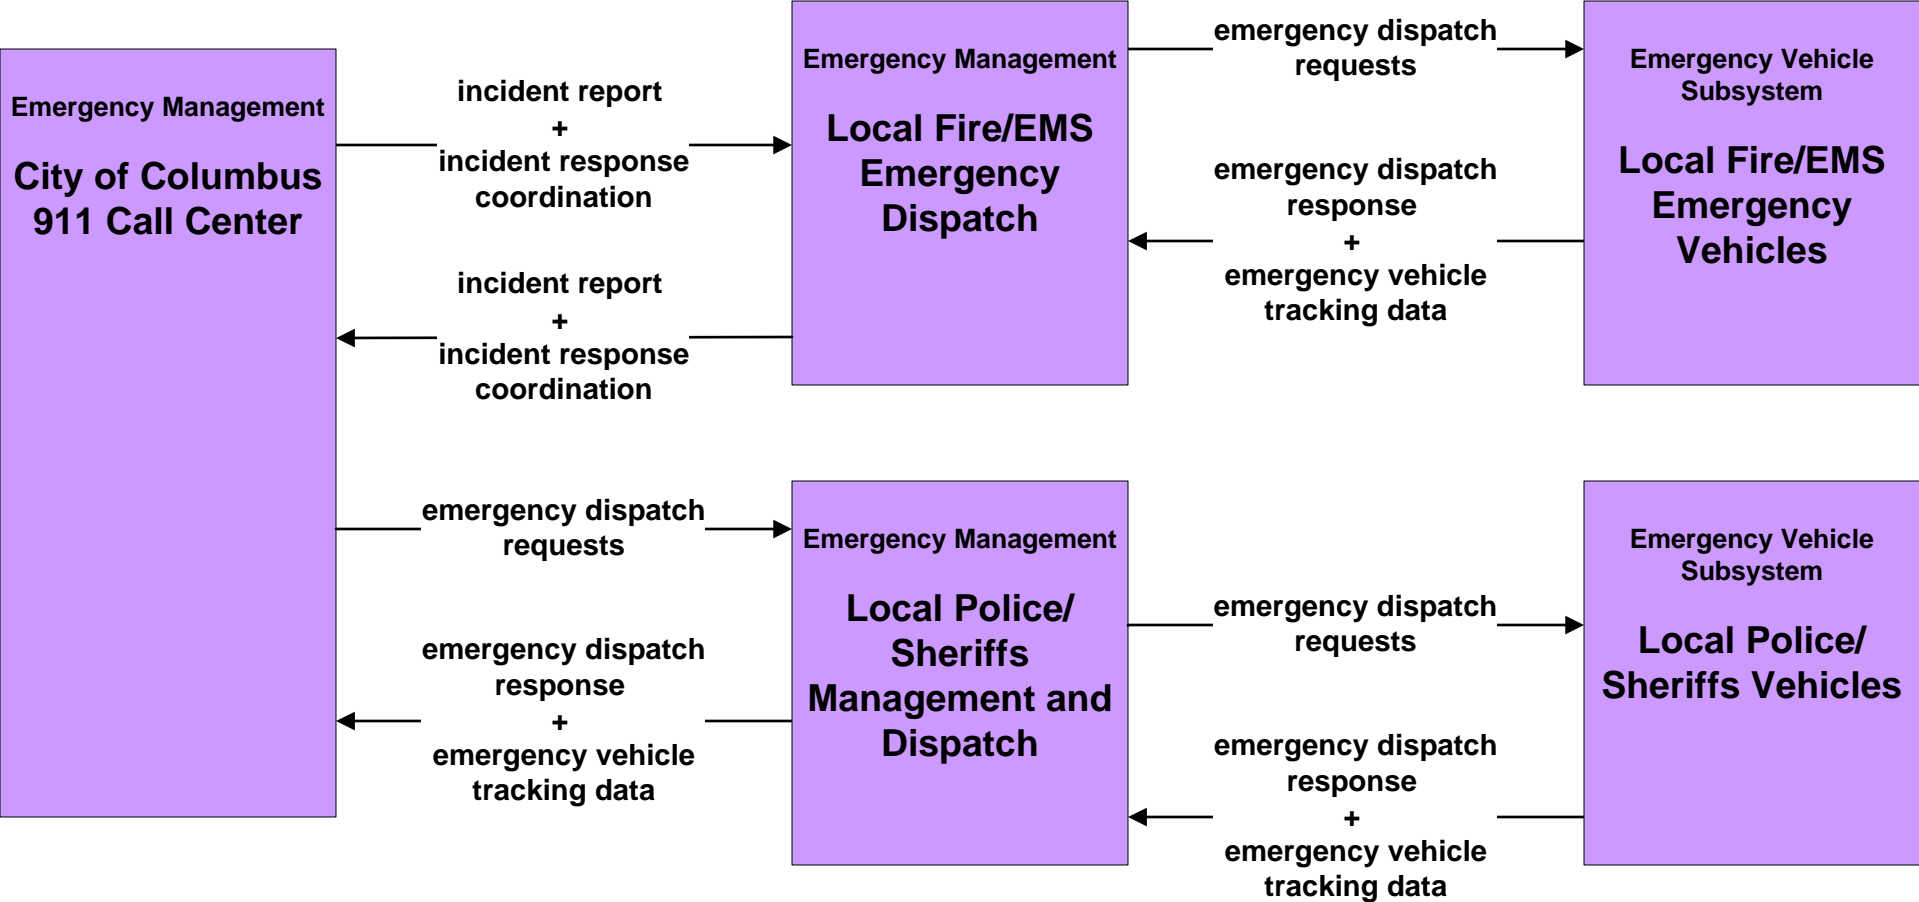 Emergency Management
City of Columbus
911 Call Center
incident report
+
incident response
coordination
incident report
+
incident response
coordination
emergency dispatch
requests
emergency dispatch
response
+
emergency vehicle
tracking data
Emergency Management
Local Fire/EMS
Emergency
Dispatch
emergency dispatch
requests
emergency dispatch
response
+
emergency vehicle
tracking data
Emergency Vehicle
Subsystem
Local Fire/EMS
Emergency
Vehicles
Emergency Management
Local Police/
Sheriffs
Management and
Dispatch
emergency dispatch
requests
emergency dispatch
response
+
emergency vehicle
tracking data
Emergency Vehicle
Subsystem
Local Police/
Sheriffs Vehicles